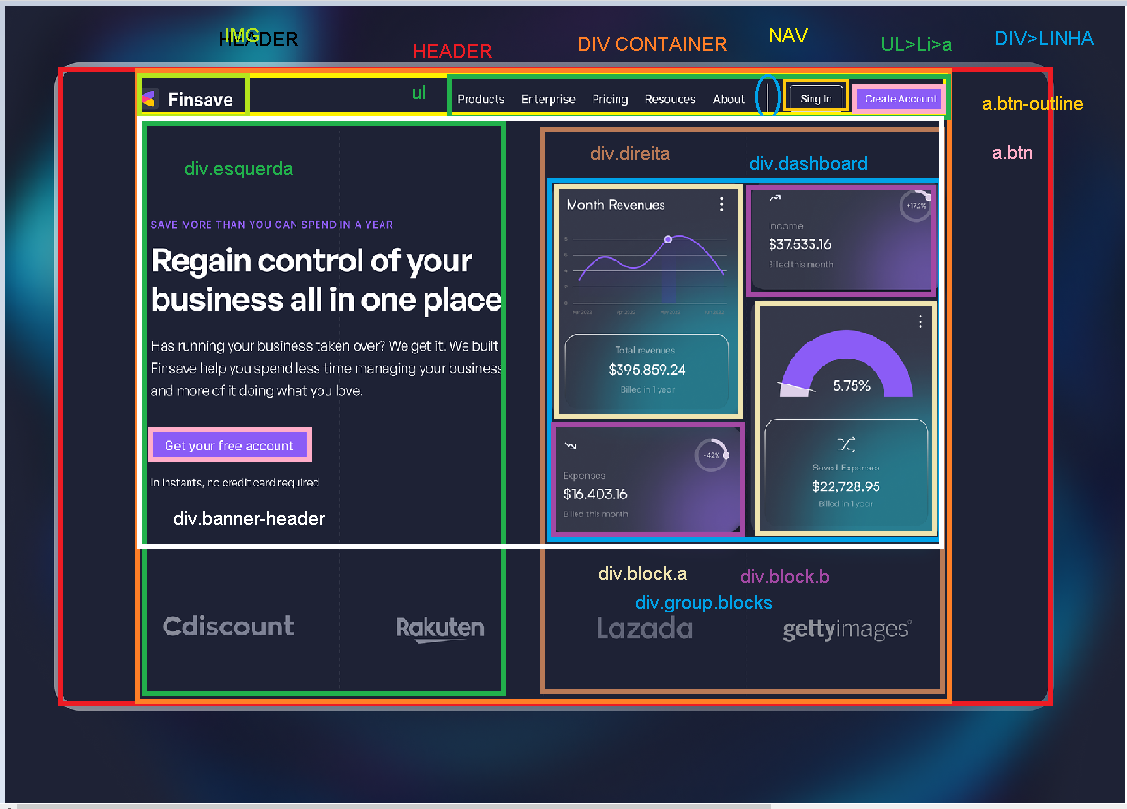 IMG
HEADER
HEADER
DIV CONTAINER
NAV
UL>Li>a
DIV>LINHA
Finsave
ul
Products
Enterprise
Pricing
Resouces
About
Sing In
Create Account
a.btn-outline
a.btn
div.esquerda
div.direita
div.dashboard
SAVE MORE THAN YOU CAN SPEND IN A YEAR
Regain control of your
business all in one place
Has running your business taken over? We get it. We built
Finsave help you spend less time managing your business
and more of it doing what you love.
Get your free account
In instants, no credit card required
div.banner-header
Month Revenues
Total revenues
$395,859.24
Billed in 1 year
Income
$37.533.16
Billed this month
5.75%
Saved Expenses
$22,728.95
Billed in 1 year
-42%
Expenses
$16.403.16
Billed this month
div.block.a
div.block.b
div.group.blocks
Cdiscount
Rakuten
Lazada
gettyimages